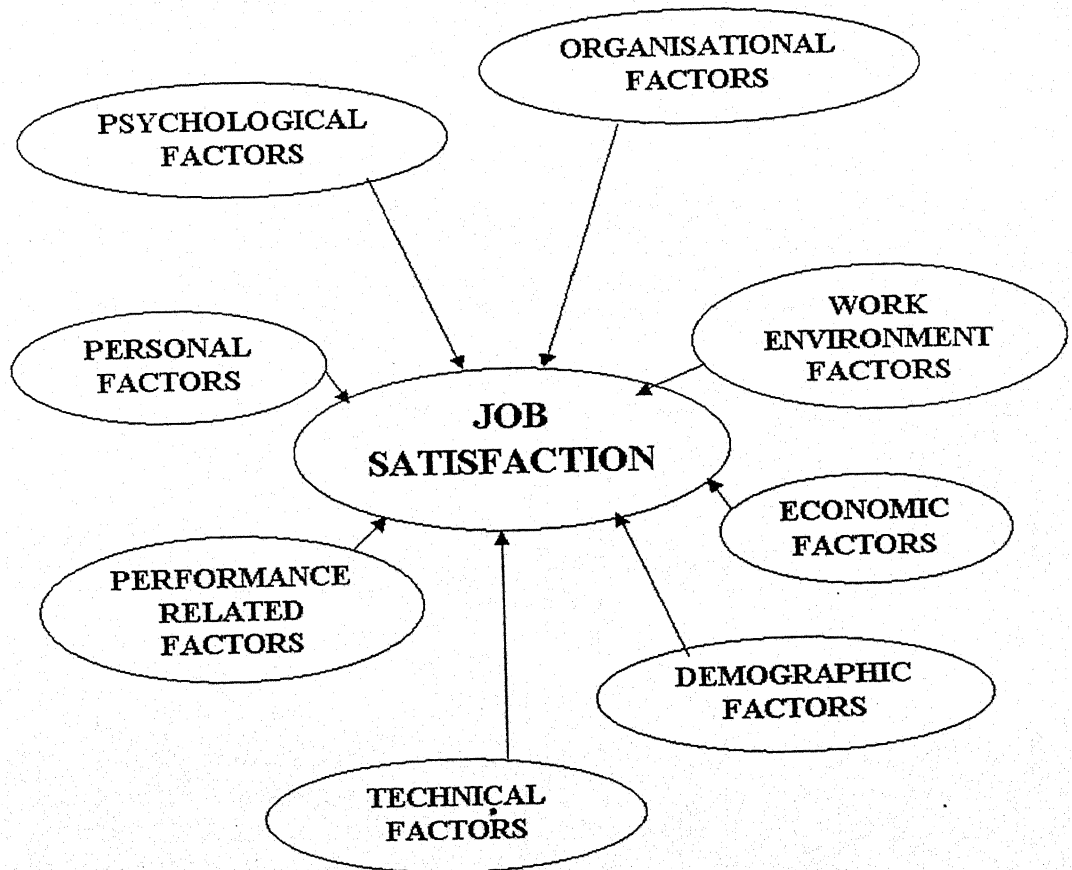 ORGANISATIONAL
FACTORS
PSYCHOLOGICAL
FACTORS
WORK
ENVIRONMENT
FACTORS
PERSONAL
FACTORS
JOB
SATISFACTION
ECONOMIC
FACTORS
PERFORMANCE
RELATED
FACTORS
DEMOGRAPHIC
FACTORS
TECHNICAL
FACTORS